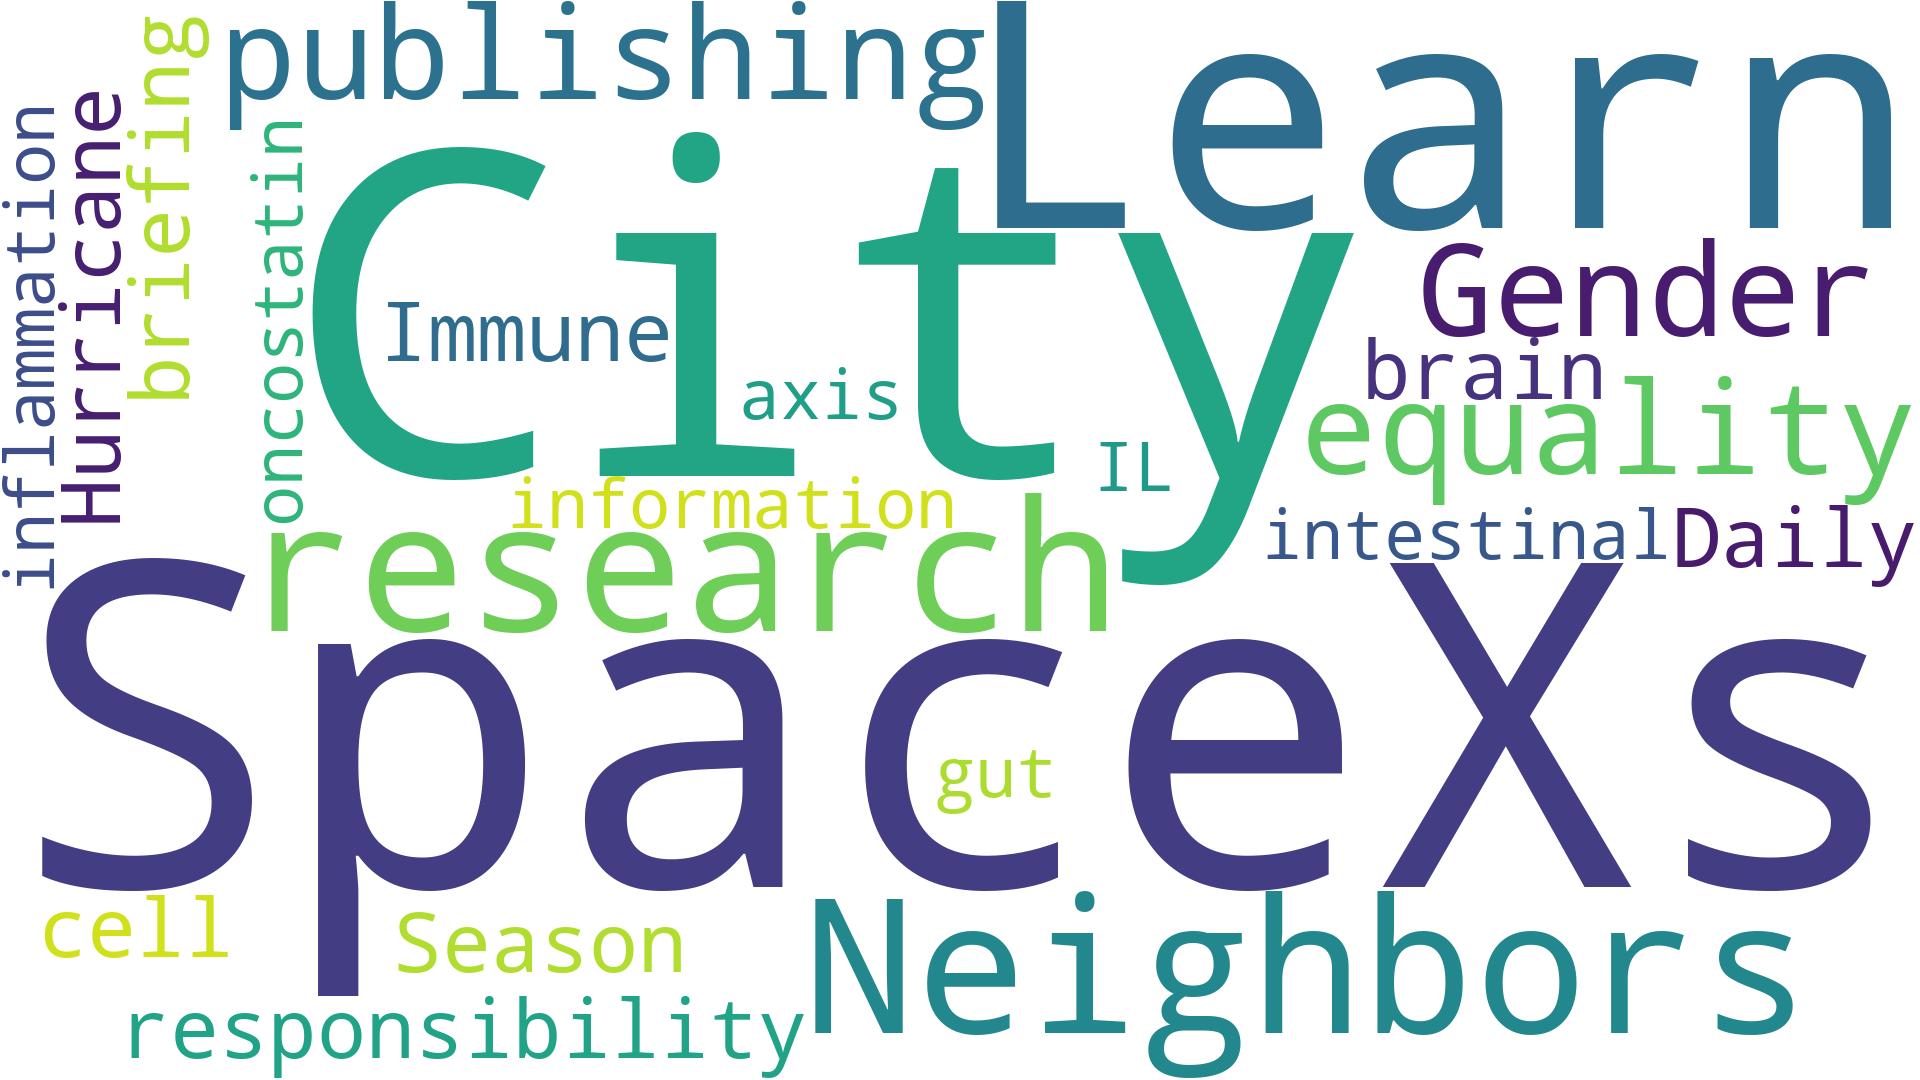 publishing
Learn
briefing
Hurricane
inflammation
oncostatin
City
Immune
axis
IL
Gender
brain
equality
information
research
intestinal
Daily
SpaceXs
gut
cell
Season
Neighbors
responsibility